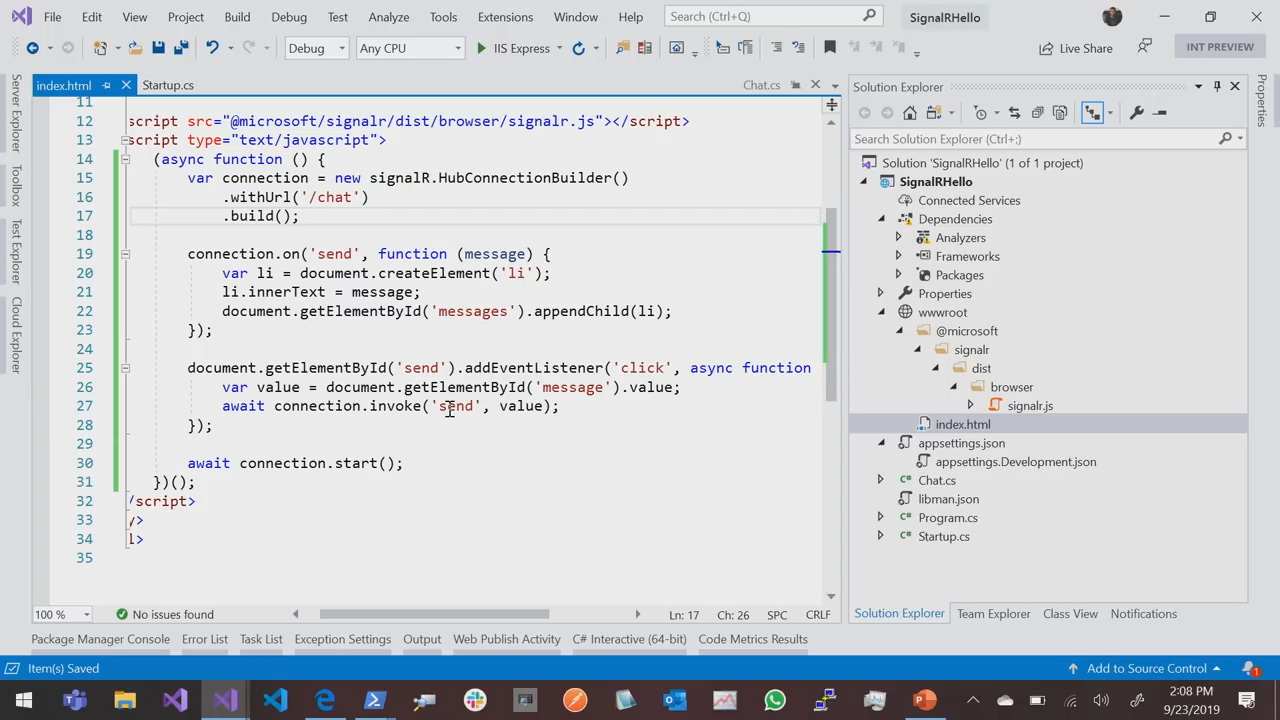 File Edit View Project Build Debug Test Analyze Tools Extensions Window Help Search (Ctrl+Q) SignalRHello
Debug Any CPU IIS Express Live Share INT PREVIEW
index.html Startup.cs Chat.cs
Server Explorer
Toolbox
Test Explorer
Cloud Explorer
11
12 script src="@microsoft/signalr/dist/browser/signalr.js"></script>
13 script type="text/javascript">
14 (async function () {
15 var connection = new signalR.HubConnectionBuilder()
16 .withUrl('/chat')
17 .build();
18
19 connection.on('send', function (message) {
20 var li = document.createElement('li');
21 li.innerText = message;
22 document.getElementById('messages').appendChild(li);
23 });
24
25 document.getElementById('send').addEventListener('click', async function
26 var value = document.getElementById('message').value;
27 await connection.invoke('send', value);
28 });
29
30 await connection.start();
31 })();
32 /script>
33 y>
34 l>
35
100 % No issues found Ln: 17 Ch: 26 SPC CRLF
Solution Explorer
Search Solution Explorer (Ctrl+;)
Solution 'SignalRHello' (1 of 1 project)
SignalRHello
Connected Services
Dependencies
Analyzers
Frameworks
Packages
Properties
wwwroot
@microsoft
signalr
dist
browser
signalr.js
index.html
appsettings.json
appsettings.Development.json
Chat.cs
libman.json
Program.cs
Startup.cs
Solution Explorer Team Explorer Class View Notifications
Properties
Package Manager Console Error List Task List Exception Settings Output Web Publish Activity C# Interactive (64-bit) Code Metrics Results
Item(s) Saved Add to Source Control 1
2:08 PM
9/23/2019